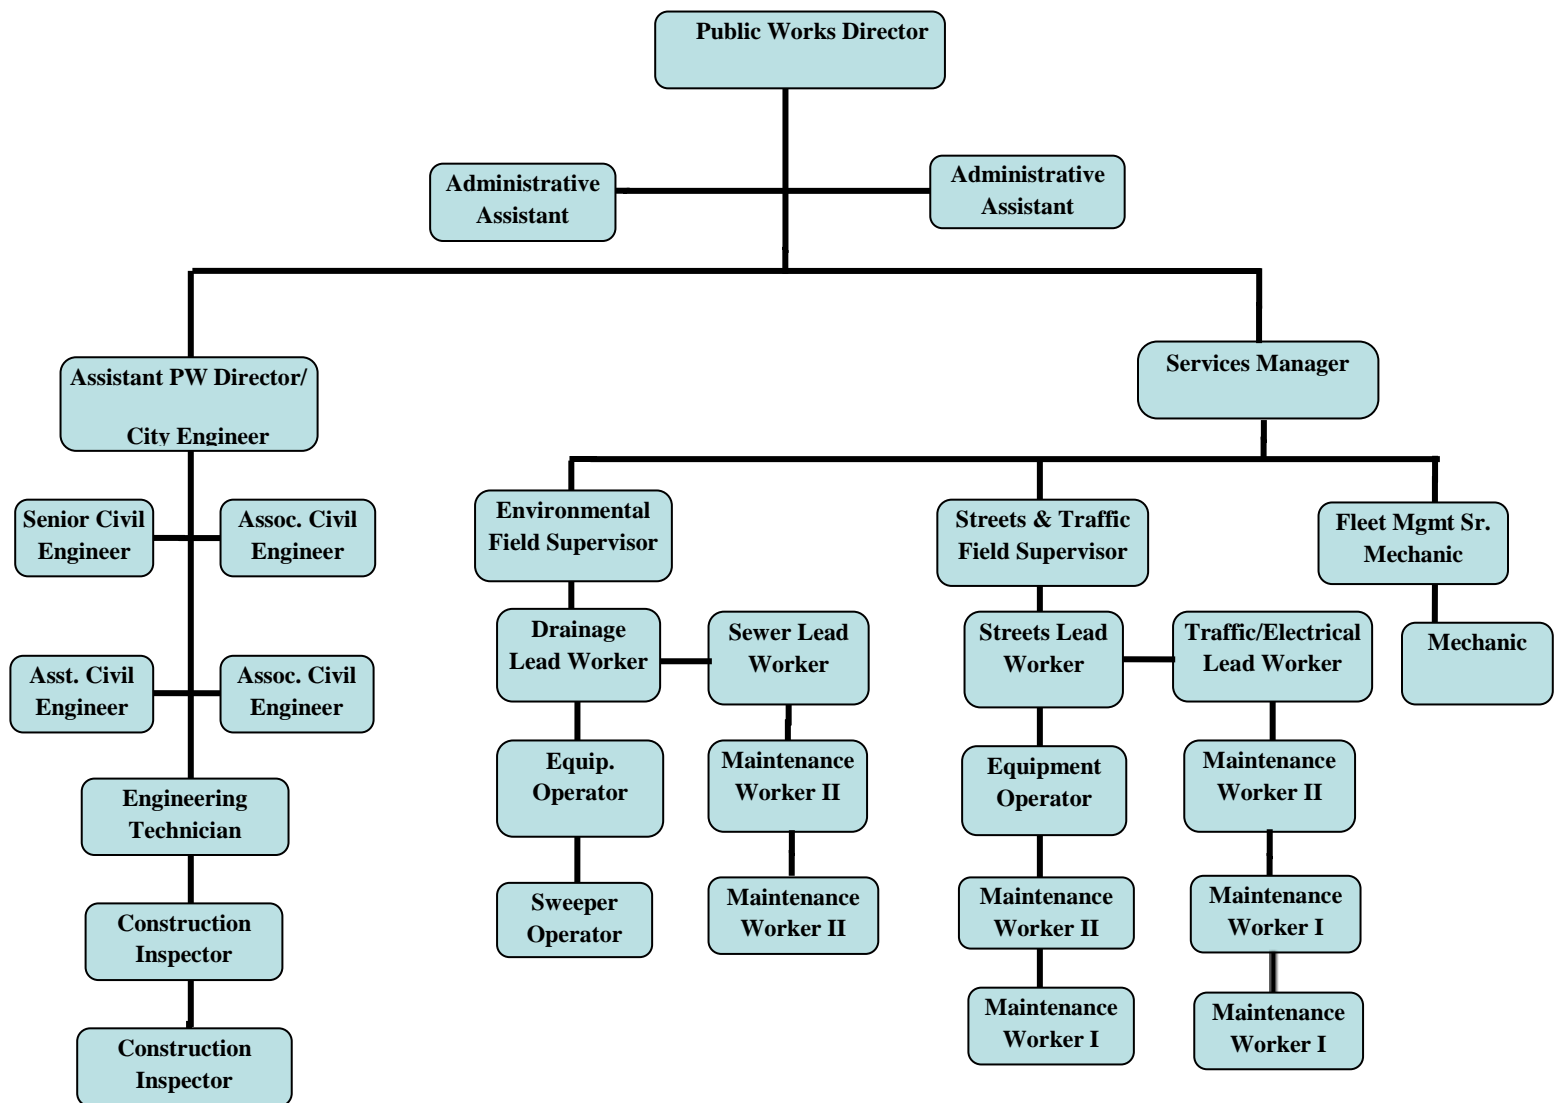 Public Works Director
Administrative
Assistant
Administrative
Assistant
Assistant PW Director/
City Engineer
Services Manager
Senior Civil
Engineer
Assoc. Civil
Engineer
Asst. Civil
Engineer
Assoc. Civil
Engineer
Engineering
Technician
Construction
Inspector
Construction
Inspector
Environmental
Field Supervisor
Drainage
Lead Worker
Sewer Lead
Worker
Equip.
Operator
Maintenance
Worker II
Sweeper
Operator
Maintenance
Worker II
Streets & Traffic
Field Supervisor
Streets Lead
Worker
Traffic/Electrical
Lead Worker
Equipment
Operator
Maintenance
Worker II
Maintenance
Worker II
Maintenance
Worker I
Maintenance
Worker I
Maintenance
Worker I
Fleet Mgmt Sr.
Mechanic
Mechanic